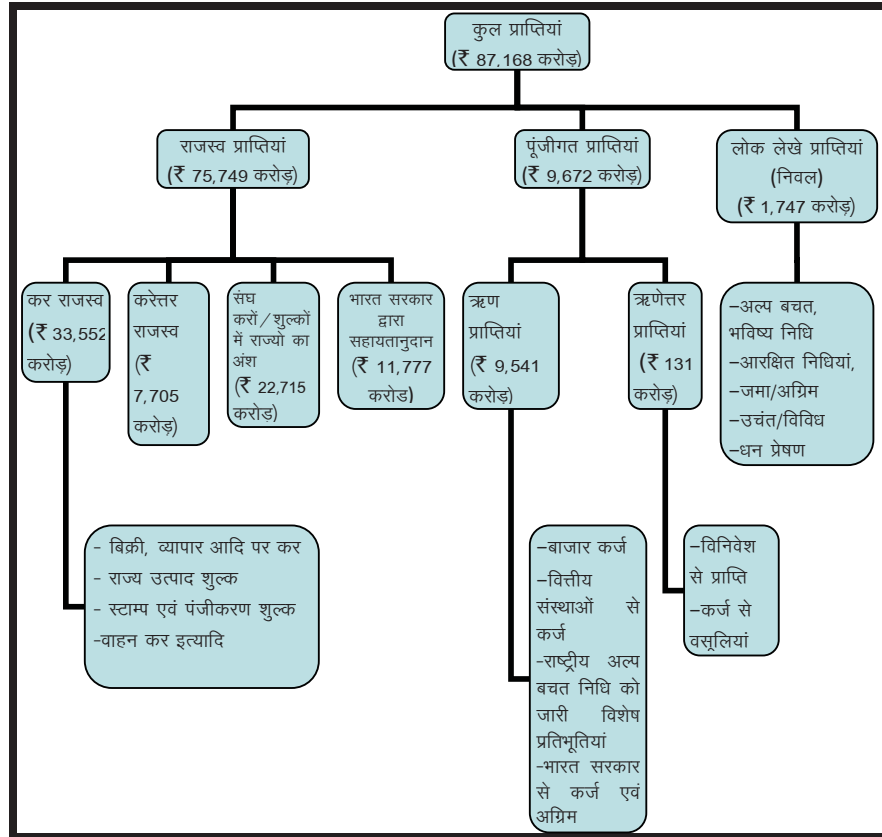 कुल प्राप्तियां
(₹ 87,168 करोड़)
राजस्व प्राप्तियां
(₹ 75,749 करोड़)
पूंजीगत प्राप्तियां
(₹ 9,672 करोड़)
लोक लेखे प्राप्तियां
(निवल)
(₹ 1,747 करोड़)
कर राजस्व
(₹ 33,552
करोड़)
करेत्तर
राजस्व
(₹
7,705
करोड़)
संघ
करों/शुल्कों
में राज्यो का
अंश
(₹ 22,715
करोड़)
भारत सरकार
द्वारा
सहायतानुदान
(₹ 11,777
करोड)
ऋण
प्राप्तियां
(₹ 9,541
करोड़)
ऋणेत्तर
प्राप्तियां
(₹ 131
करोड़)
–अल्प बचत,
भविष्य निधि
–आरक्षित निधियां,
–जमा/अग्रिम
–उचंत/विविध
–धन प्रेषण
- बिक्री, व्यापार आदि पर कर
- राज्य उत्पाद शुल्क
- स्टाम्प एवं पंजीकरण शुल्क
-वाहन कर इत्यादि
–बाजार कर्ज
–वित्तीय
संस्थाओं से
कर्ज
-राष्ट्रीय अल्प
बचत निधि को
जारी विशेष
प्रतिभूतियां
-भारत सरकार
से कर्ज एवं
अग्रिम
–विनिवेश
से प्राप्ति
–कर्ज से
वसूलियां